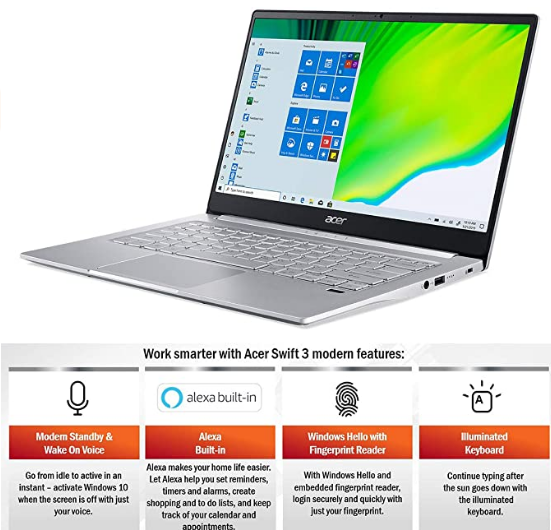 acer
Work smarter with Acer Swift 3 modern features:
alexa built-in
A
Modem Standby &
Wake On Voice
Go from idle to active in an
instant – activate Windows 10
when the screen is off with just
your voice.
Alexa
Built-in
Alexa makes your home life easier.
Let Alexa help you set reminders,
timers and alarms, create
shopping and to do lists, and keep
track of your calendar and
appointments.
Windows Hello with
Fingerprint Reader
With Windows Hello and
embedded fingerprint reader,
login securely and quickly with
just your fingerprint.
Illuminated
Keyboard
Continue typing after
the sun goes down with
the illuminated
keyboard.